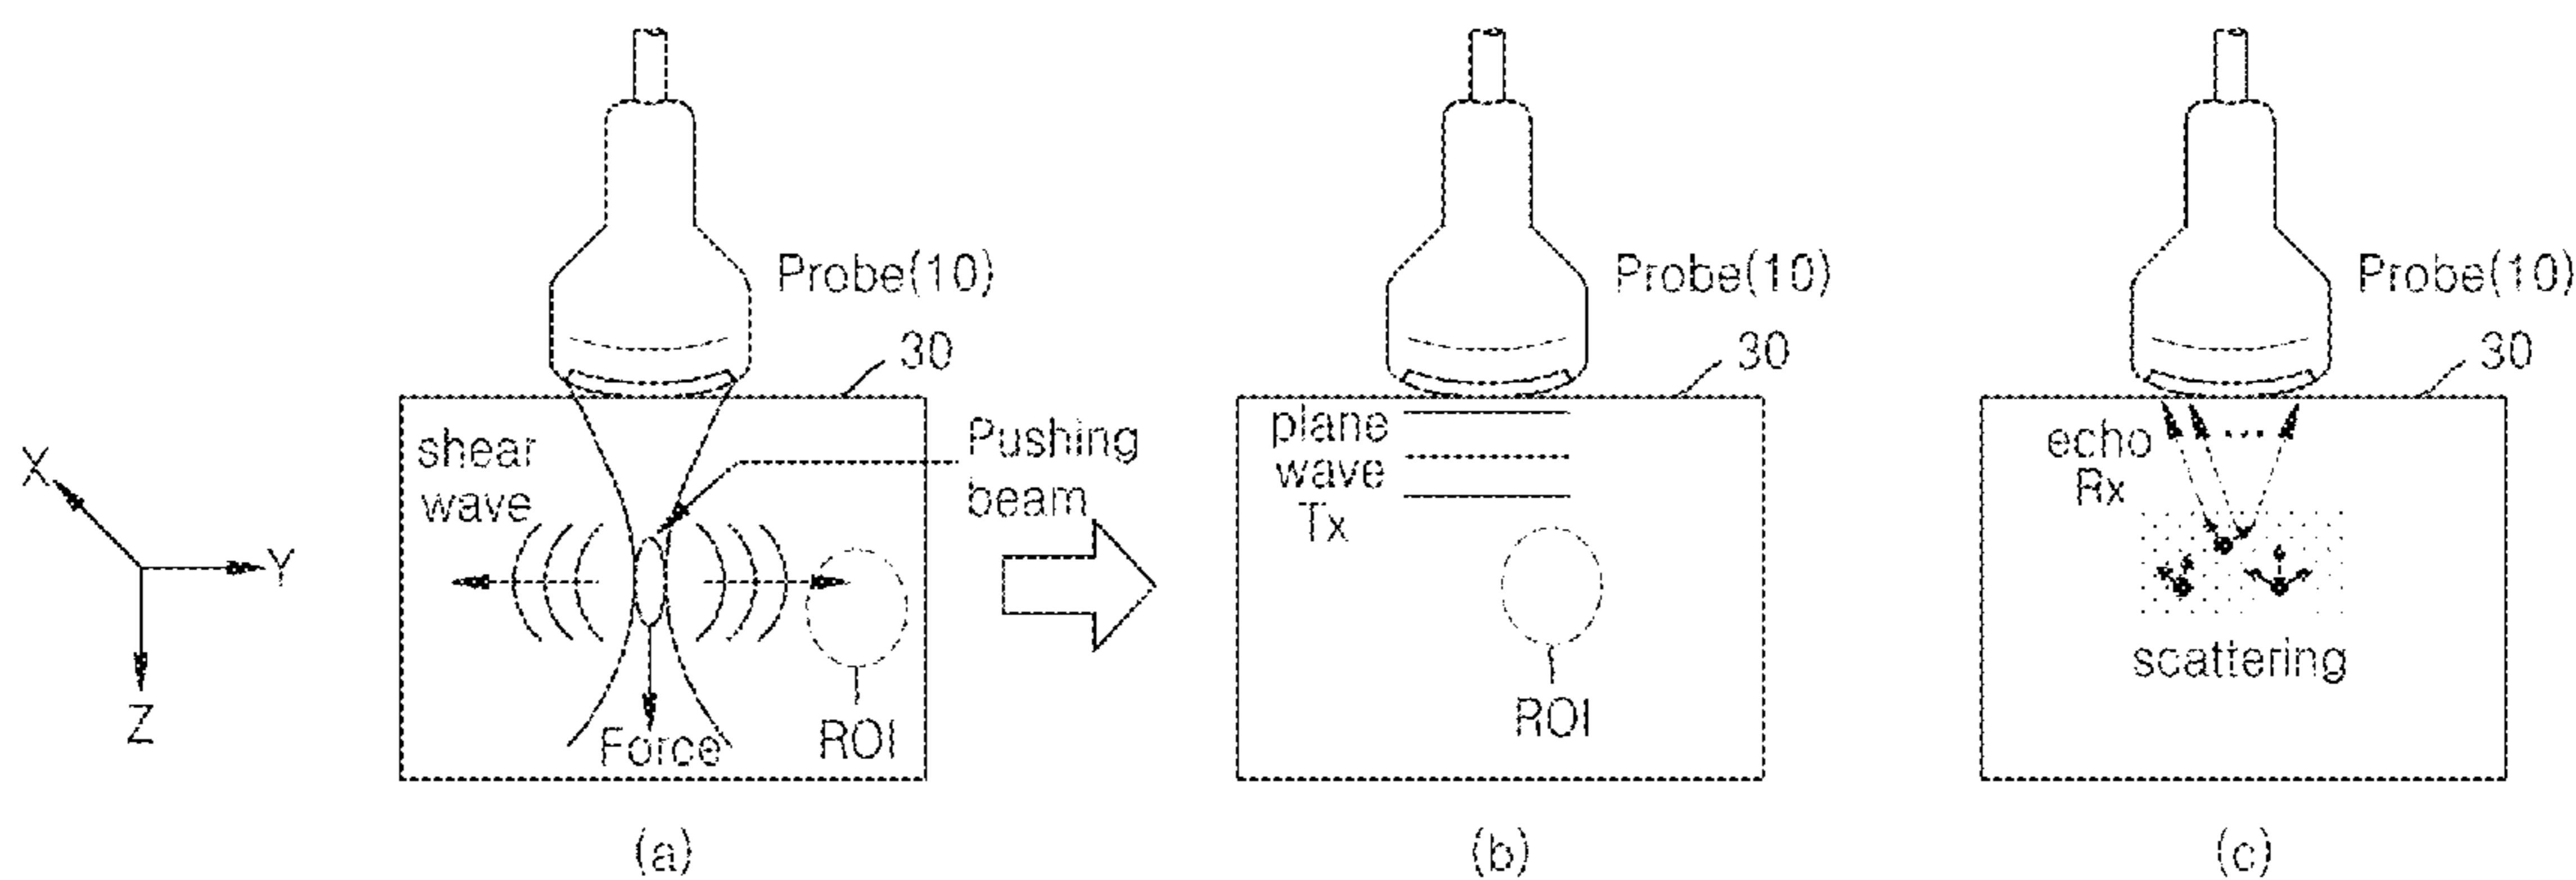 X
Y
Z
Probe(10)
30
shear
wave
Pushing
beam
Force
ROI
(a)
Probe(10)
30
plane
wave
Tx
ROI
(b)
Probe(10)
30
echo
Rx
...
scattering
(c)